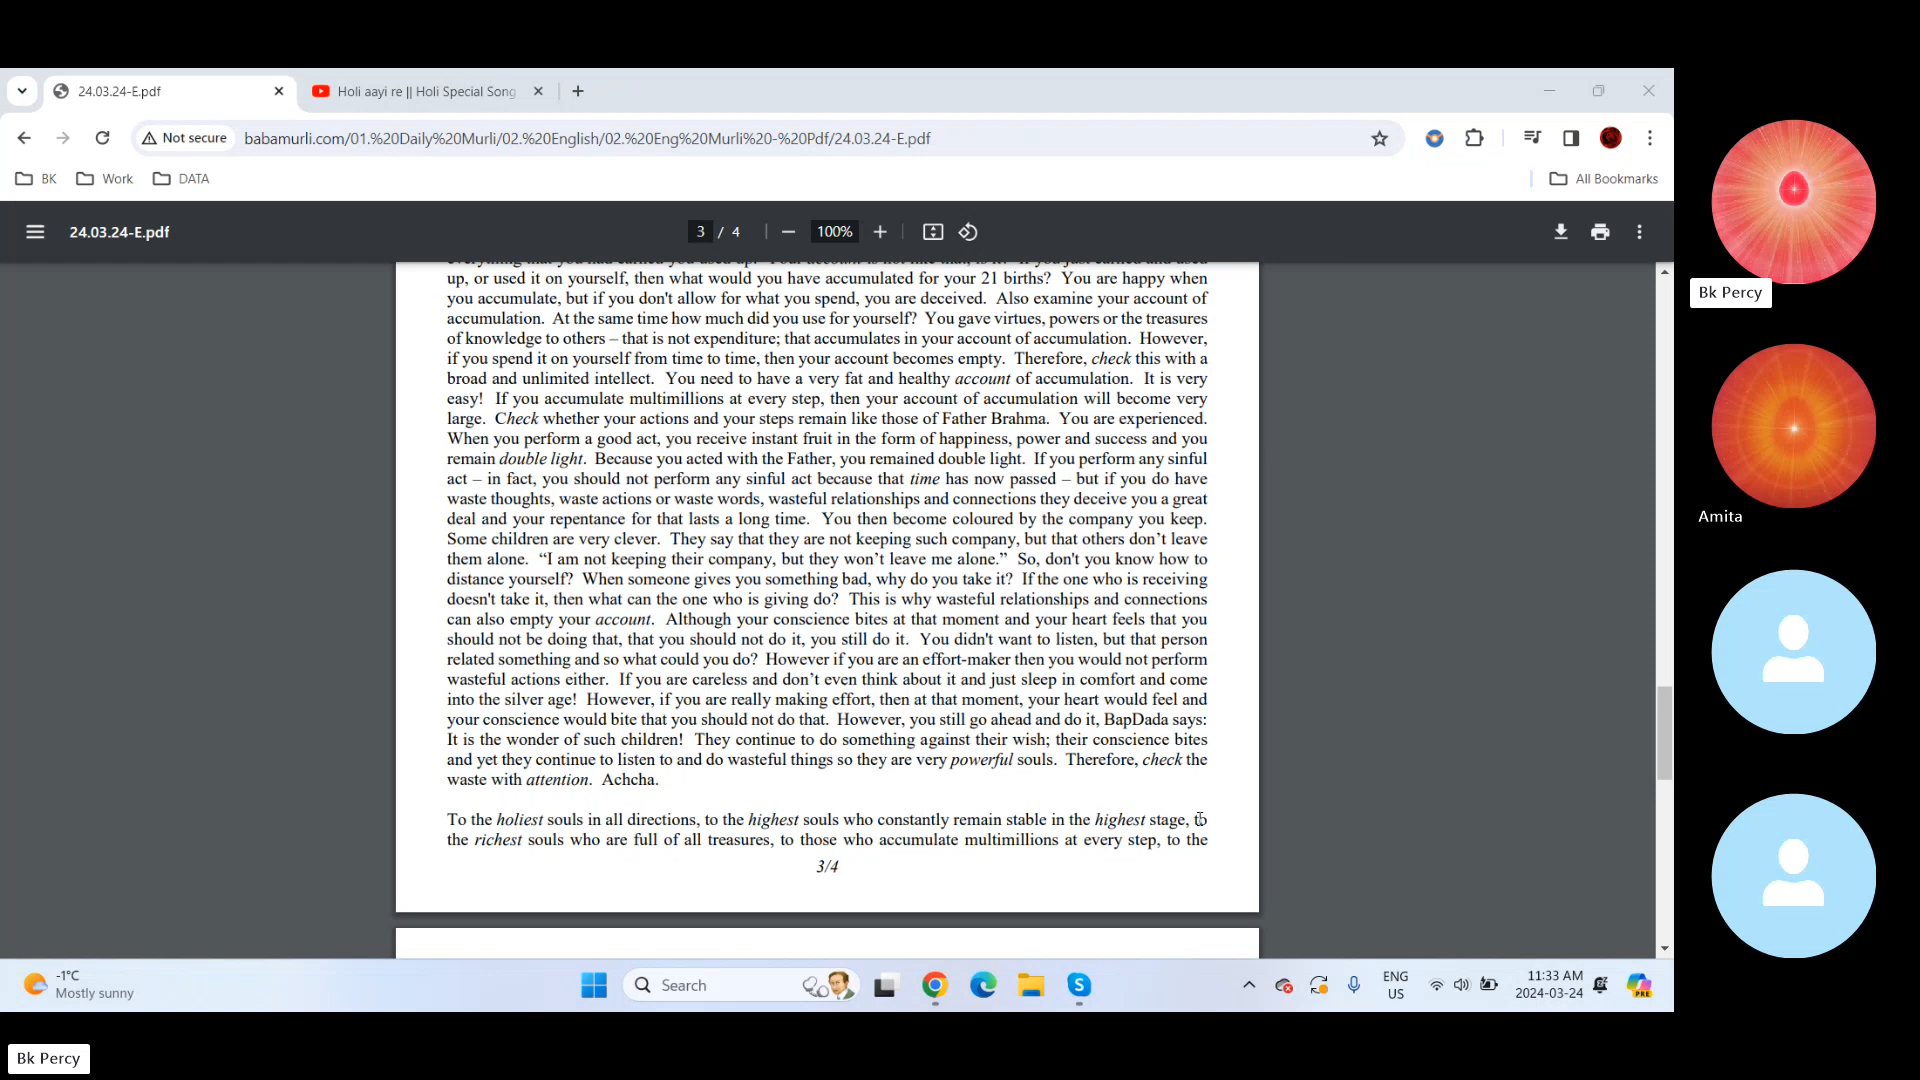 24.03.24-E.pdf
Holi aayi re || Holi Special Song
Not secure
babamurli.com/01.%20Daily%20Murli/02.%20English/02.%20Eng%20Murli%20-%20Pdf/24.03.24-E.pdf
BK
Work
DATA
All Bookmarks
24.03.24-E.pdf
3 / 4
100%
up, or used it on yourself, then what would you have accumulated for your 21 births? You are happy when
you accumulate, but if you don't allow for what you spend, you are deceived. Also examine your account of
accumulation. At the same time how much did you use for yourself? You gave virtues, powers or the treasures
of knowledge to others – that is not expenditure; that accumulates in your account of accumulation. However,
if you spend it on yourself from time to time, then your account becomes empty. Therefore, check this with a
broad and unlimited intellect. You need to have a very fat and healthy account of accumulation. It is very
easy! If you accumulate multimillions at every step, then your account of accumulation will become very
large. Check whether your actions and your steps remain like those of Father Brahma. You are experienced.
When you perform a good act, you receive instant fruit in the form of happiness, power and success and you
remain double light. Because you acted with the Father, you remained double light. If you perform any sinful
act – in fact, you should not perform any sinful act because that time has now passed – but if you do have
waste thoughts, waste actions or waste words, wasteful relationships and connections they deceive you a great
deal and your repentance for that lasts a long time. You then become coloured by the company you keep.
Some children are very clever. They say that they are not keeping such company, but that others don't leave
them alone. “I am not keeping their company, but they won’t leave me alone.” So, don't you know how to
distance yourself? When someone gives you something bad, why do you take it? If the one who is receiving
doesn't take it, then what can the one who is giving do? This is why wasteful relationships and connections
can also empty your account. Although your conscience bites at that moment and your heart feels that you
should not be doing that, that you should not do it, you still do it. You didn't want to listen, but that person
related something and so what could you do? However if you are an effort-maker then you would not perform
wasteful actions either. If you are careless and don’t even think about it and just sleep in comfort and come
into the silver age! However, if you are really making effort, then at that moment, your heart would feel and
your conscience would bite that you should not do that. However, you still go ahead and do it, BapDada says:
It is the wonder of such children! They continue to do something against their wish; their conscience bites
and yet they continue to listen to and do wasteful things so they are very powerful souls. Therefore, check the
waste with attention. Achcha.
To the holiest souls in all directions, to the highest souls who constantly remain stable in the highest stage, to
the richest souls who are full of all treasures, to those who accumulate multimillions at every step, to the
3/4
Bk Percy
Amita
-1°C
Mostly sunny
Search
ENG
US
11:33 AM
2024-03-24
PRE
Bk Percy